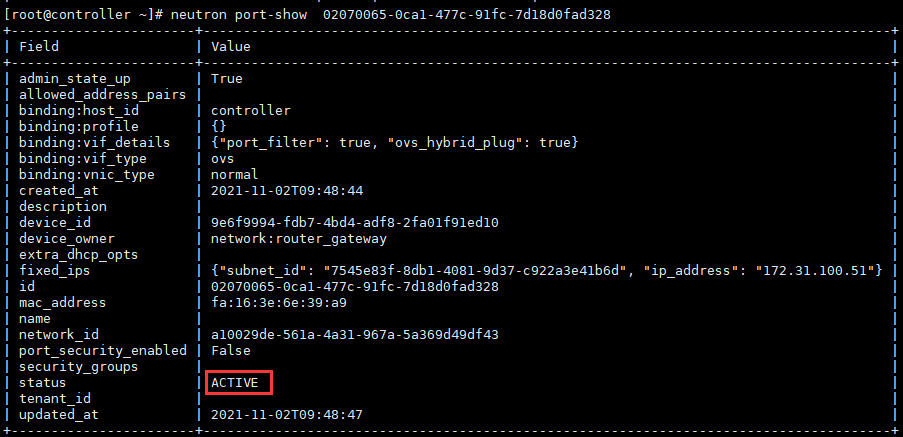 [root@controller ~]# neutron port-show  02070065-0ca1-477c-91fc-7d18d0fad328
+-----------------------+--------------------------------------------------------------------------------------+
| Field                 | Value                                                                                |
+-----------------------+--------------------------------------------------------------------------------------+
| admin_state_up        | True                                                                                 |
| allowed_address_pairs |                                                                                      |
| binding:host_id       | controller                                                                           |
| binding:profile       | {}                                                                                   |
| binding:vif_details   | {"port_filter": true, "ovs_hybrid_plug": true}                                       |
| binding:vif_type      | ovs                                                                                  |
| binding:vnic_type     | normal                                                                               |
| created_at            | 2021-11-02T09:48:44                                                                  |
| description           |                                                                                      |
| device_id             | 9e6f9994-fdb7-4bd4-adf8-2fa01f91ed10                                                 |
| device_owner          | network:router_gateway                                                               |
| extra_dhcp_opts       |                                                                                      |
| fixed_ips             | {"subnet_id": "7545e83f-8db1-4081-9d37-c922a3e41b6d", "ip_address": "172.31.100.51"} |
| id                    | 02070065-0ca1-477c-91fc-7d18d0fad328                                                 |
| mac_address           | fa:16:3e:6e:39:a9                                                                    |
| name                  |                                                                                      |
| network_id            | a10029de-561a-4a31-967a-5a369d49df43                                                 |
| port_security_enabled | False                                                                                |
| security_groups       |                                                                                      |
| status                | ACTIVE                                                                               |
| tenant_id             |                                                                                      |
| updated_at            | 2021-11-02T09:48:47                                                                  |
+-----------------------+--------------------------------------------------------------------------------------+